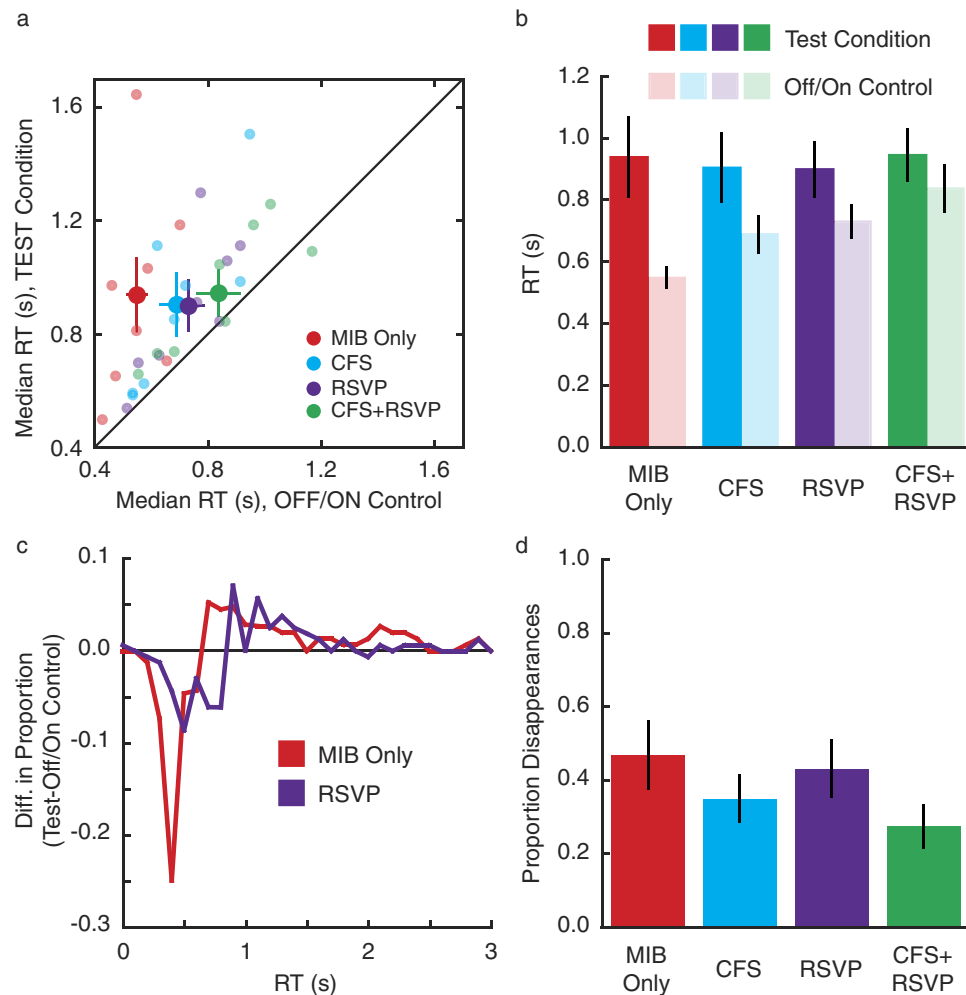 a
Median RT (s), TEST Condition
1.6
1.2
0.8
0.4
0.4
0.8
1.2
1.6
Median RT (s), OFF/ON Control
MIB Only
CFS
RSVP
CFS+RSVP
b
Test Condition
Off/On Control
RT (s)
1.2
1.0
0.8
0.6
0.4
0.2
0.0
MIB
Only
CFS
RSVP
CFS+
RSVP
c
Diff. in Proportion
(Test-Off/On Control)
0.1
0.0
-0.1
-0.2
-0.3
0
1
2
3
RT (s)
MIB Only
RSVP
d
Proportion Disappearances
1.0
0.8
0.6
0.4
0.2
0.0
MIB
Only
CFS
RSVP
CFS+
RSVP